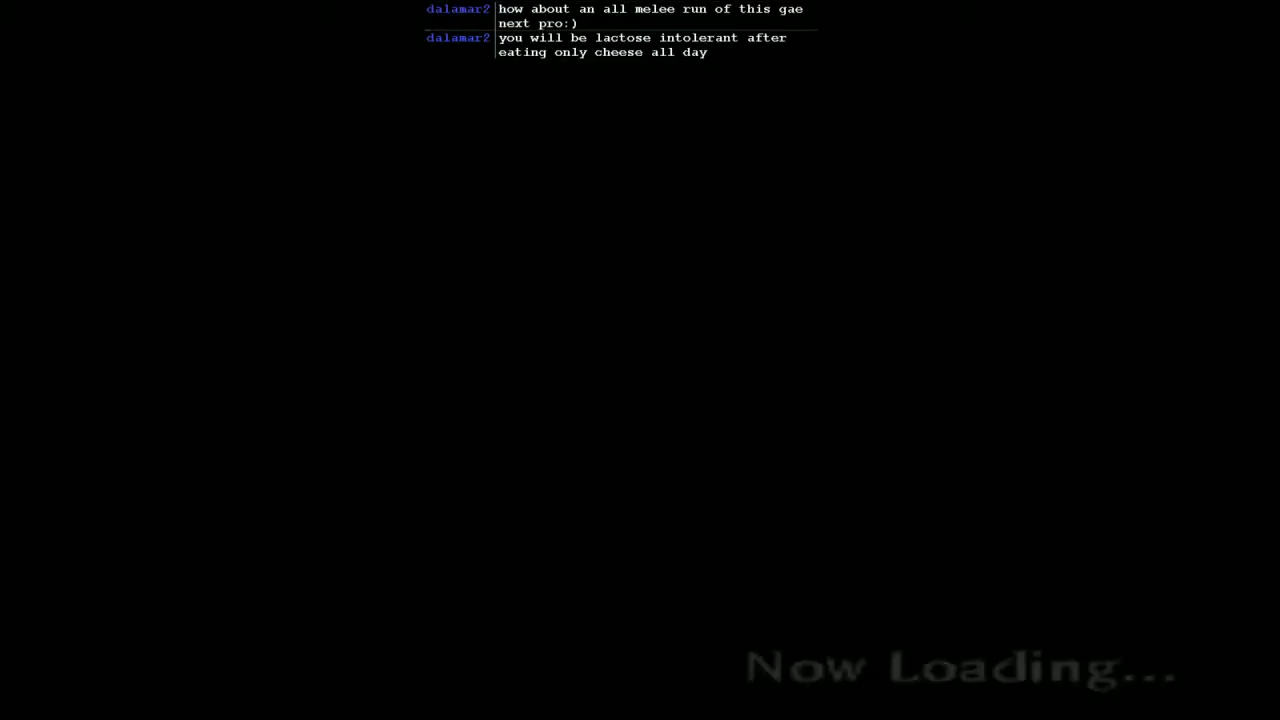 dalamar2 how about an all melee run of this gae
next pro:)
dalamar2 you will be lactose intolerant after
eating only cheese all day
Now Loading...